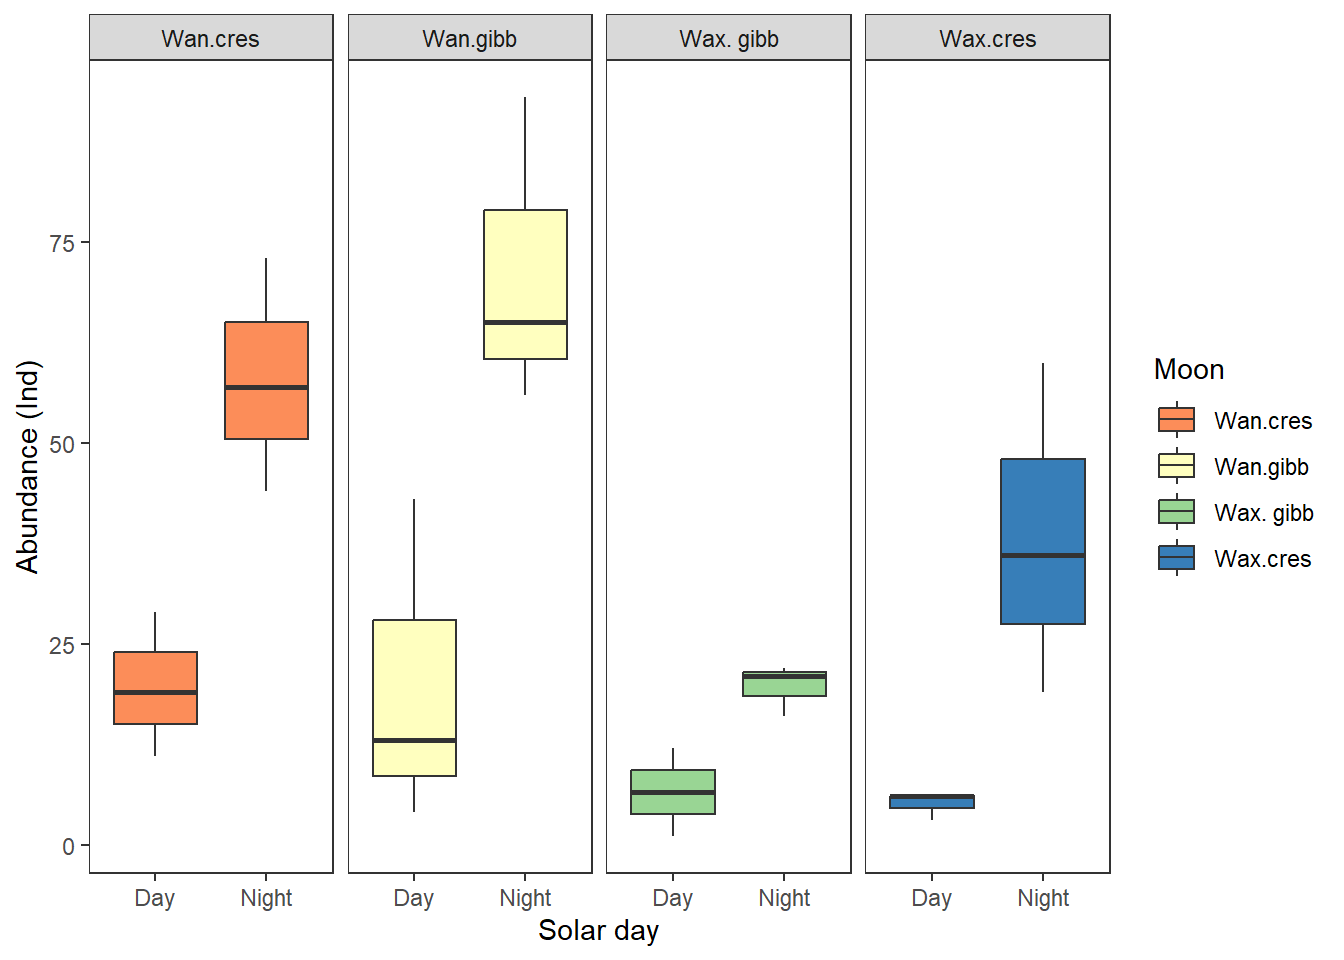 Wan.cres Wan.gibb Wax. gibb Wax.cres
Abundance (Ind)
75
50
25
0
Day Night Day Night Day Night Day Night
Solar day
Moon
Wan.cres
Wan.gibb
Wax. gibb
Wax.cres